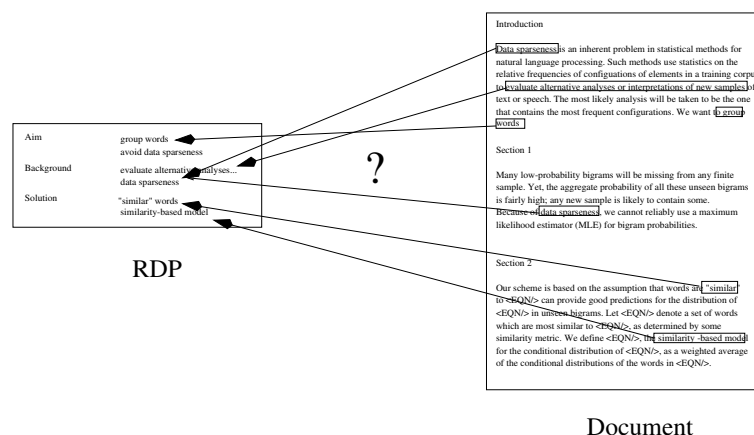 Aim
group words
avoid data sparseness
Background
evaluate alternative analyses...
data sparseness
Solution
"similar" words
similarity-based model
RDP
?
Introduction
Data sparseness is an inherent problem in statistical methods for
natural language processing. Such methods use statistics on the
relative frequencies of configuations of elements in a training corpu
to evaluate alternative analyses or interpretations of new samples of
text or speech. The most likely analysis will be taken to be the one
that contains the most frequent configurations. We want to group
words
Section 1
Many low-probability bigrams will be missing from any finite
sample. Yet, the aggregate probability of all these unseen bigrams
is fairly high; any new sample is likely to contain some.
Because of data sparseness, we cannot reliably use a maximum
likelihood estimator (MLE) for bigram probabilities.
Section 2
Our scheme is based on the assumption that words are "similar"
to <EQN/> can provide good predictions for the distribution of
<EQN/> in unseen bigrams. Let <EQN/> denote a set of words
which are most similar to <EQN/>, as determined by some
similarity metric. We define <EQN/>, the similarity -based model
for the conditional distribution of <EQN/>, as a weighted average
of the conditional distributions of the words in <EQN/>.
Document